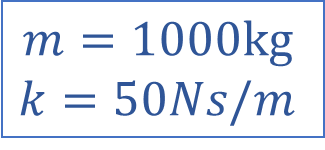 m = 1000kg
k = 50Ns/m